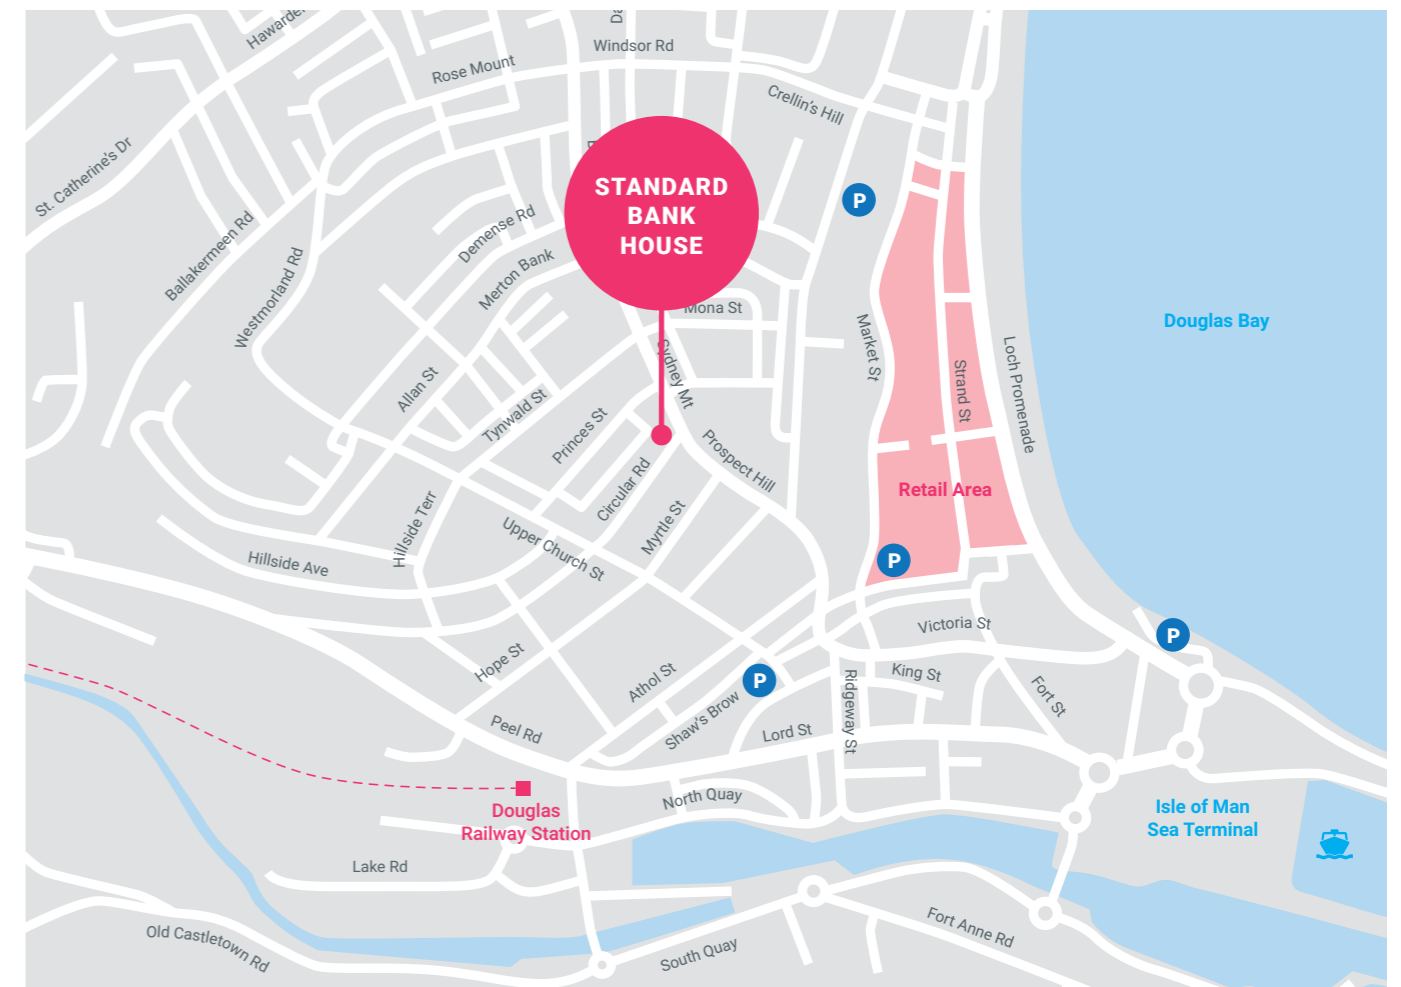 Hawarden
Windsor Rd
Rose Mount
Crellin's Hill
St. Catherine's Dr
STANDARD
BANK
HOUSE
P
Ballakermeen Rd
Demense Rd
Merton Bank
Westmorland Rd
Mona St
Douglas Bay
Market St
Sydney Mt
Loch Promenade
Strand St
Allan St
Tynwald St
Princes St
Prospect Hill
Circular Rd
Retail Area
Hillside Terr
Upper Church St
Myrtle St
Hillside Ave
P
Victoria St
P
Hope St
Athol St
P
King St
Fort St
Ridgeway St
Shaw's Brow
Peel Rd
Lord St
North Quay
Douglas
Railway Station
Isle of Man
Sea Terminal
Lake Rd
Old Castletown Rd
South Quay
Fort Anne Rd